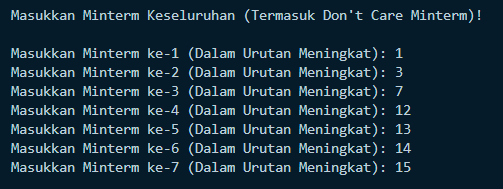 Masukkan Minterm Keseluruhan (Termasuk Don't Care Minterm)!
Masukkan Minterm ke-1 (Dalam Urutan Meningkat): 1
Masukkan Minterm ke-2 (Dalam Urutan Meningkat): 3
Masukkan Minterm ke-3 (Dalam Urutan Meningkat): 7
Masukkan Minterm ke-4 (Dalam Urutan Meningkat): 12
Masukkan Minterm ke-5 (Dalam Urutan Meningkat): 13
Masukkan Minterm ke-6 (Dalam Urutan Meningkat): 14
Masukkan Minterm ke-7 (Dalam Urutan Meningkat): 15